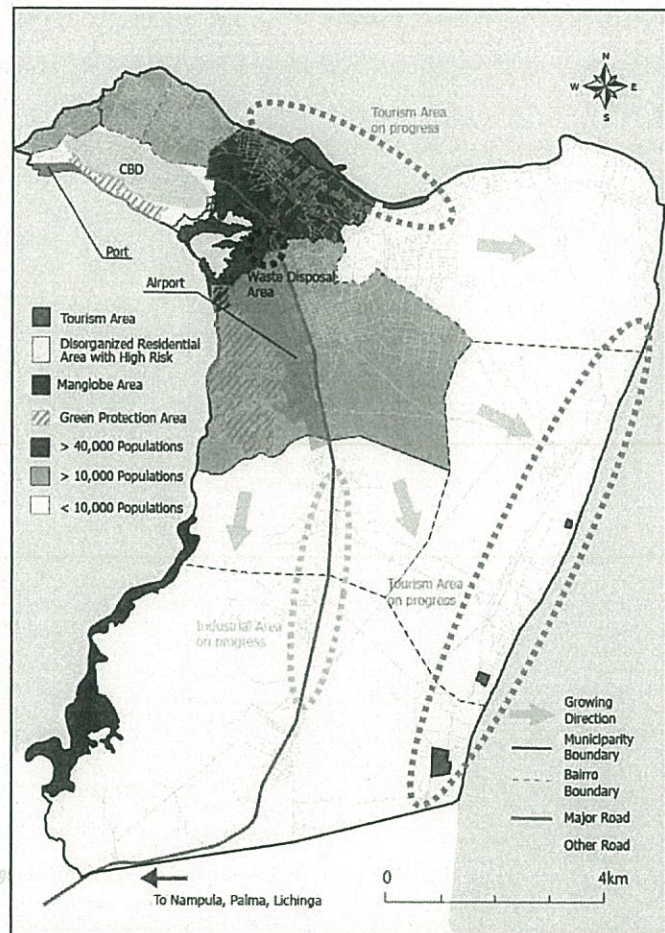 N
W E
S
Tourism Area
on progress
CBD
Port
Airport
Waste Disposal
Area
Tourism Area
Disorganized Residential
Area with High Risk
Manglobe Area
Green Protection Area
> 40,000 Populations
> 10,000 Populations
< 10,000 Populations
Tourism Area
on progress
Industrial Area
on progress
Growing
Direction
Municiparity
Boundary
Bairro
Boundary
Major Road
Other Road
0 4km
To Nampula, Palma, Lichinga